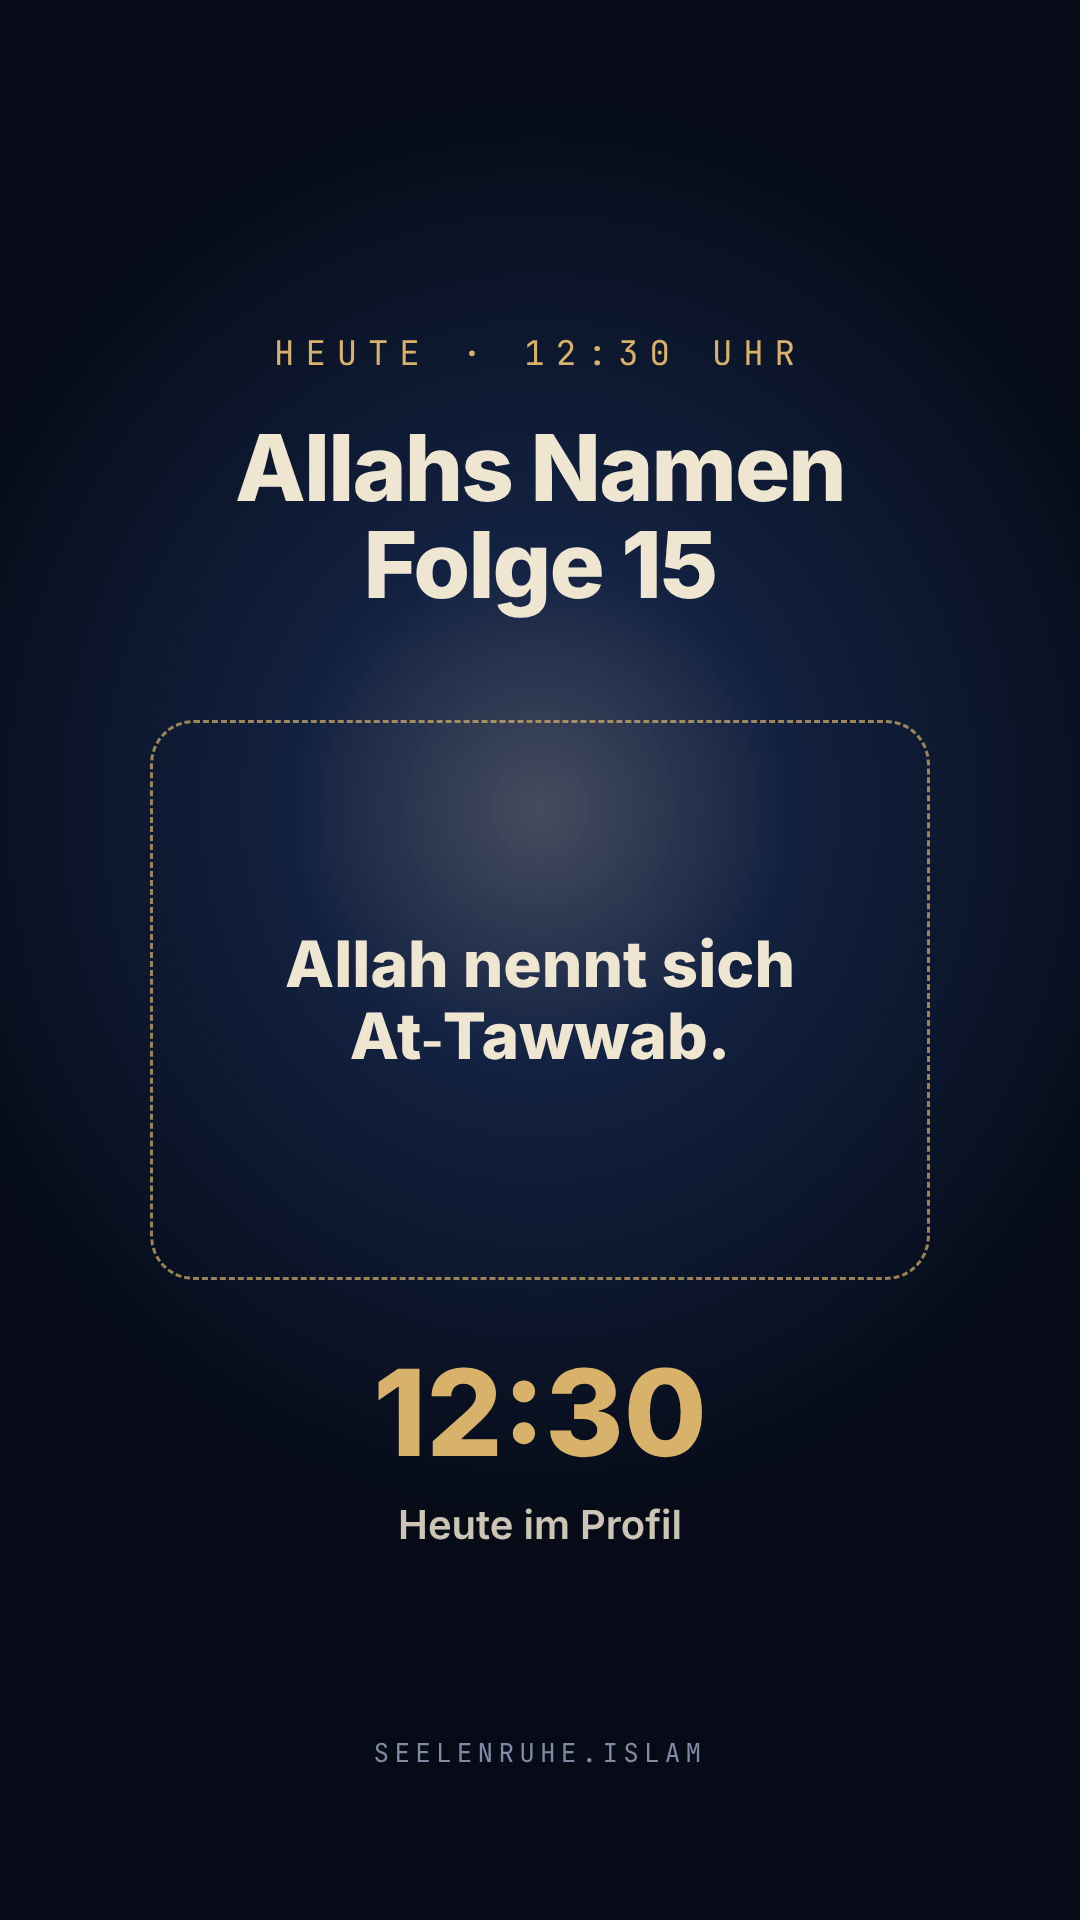 HEUTE · 12:30 UHR
Allahs Namen
Folge 15
Allah nennt sich
At-Tawwab.
12:30
Heute im Profil
SEELENRUHE.ISLAM